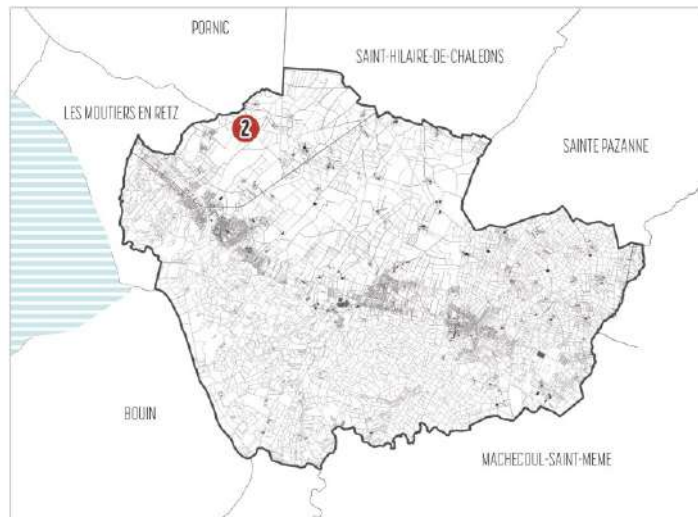 PORNIC
SAINT-HILAIRE-DE-CHALEONS
LES MOUTIERS EN RETZ
2
SAINTE PAZANNE
BOUIN
MACHECOUL-SAINT-MEME